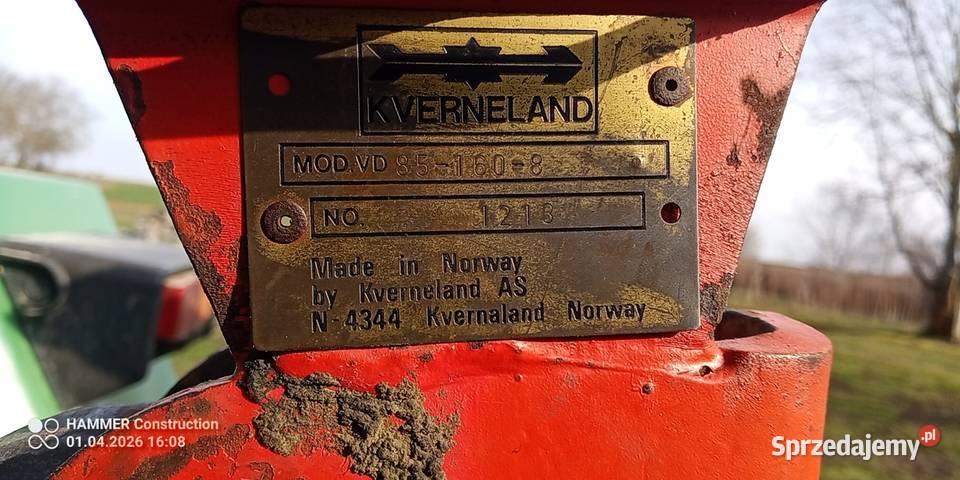 KVERNELAND
MOD.VD 85-160-8
NO. 1213
Made in Norway
by Kverneland AS
N-4344 Kvernaland Norway
HAMMER Construction
01.04.2026 16:08
Sprzedajemy.pl